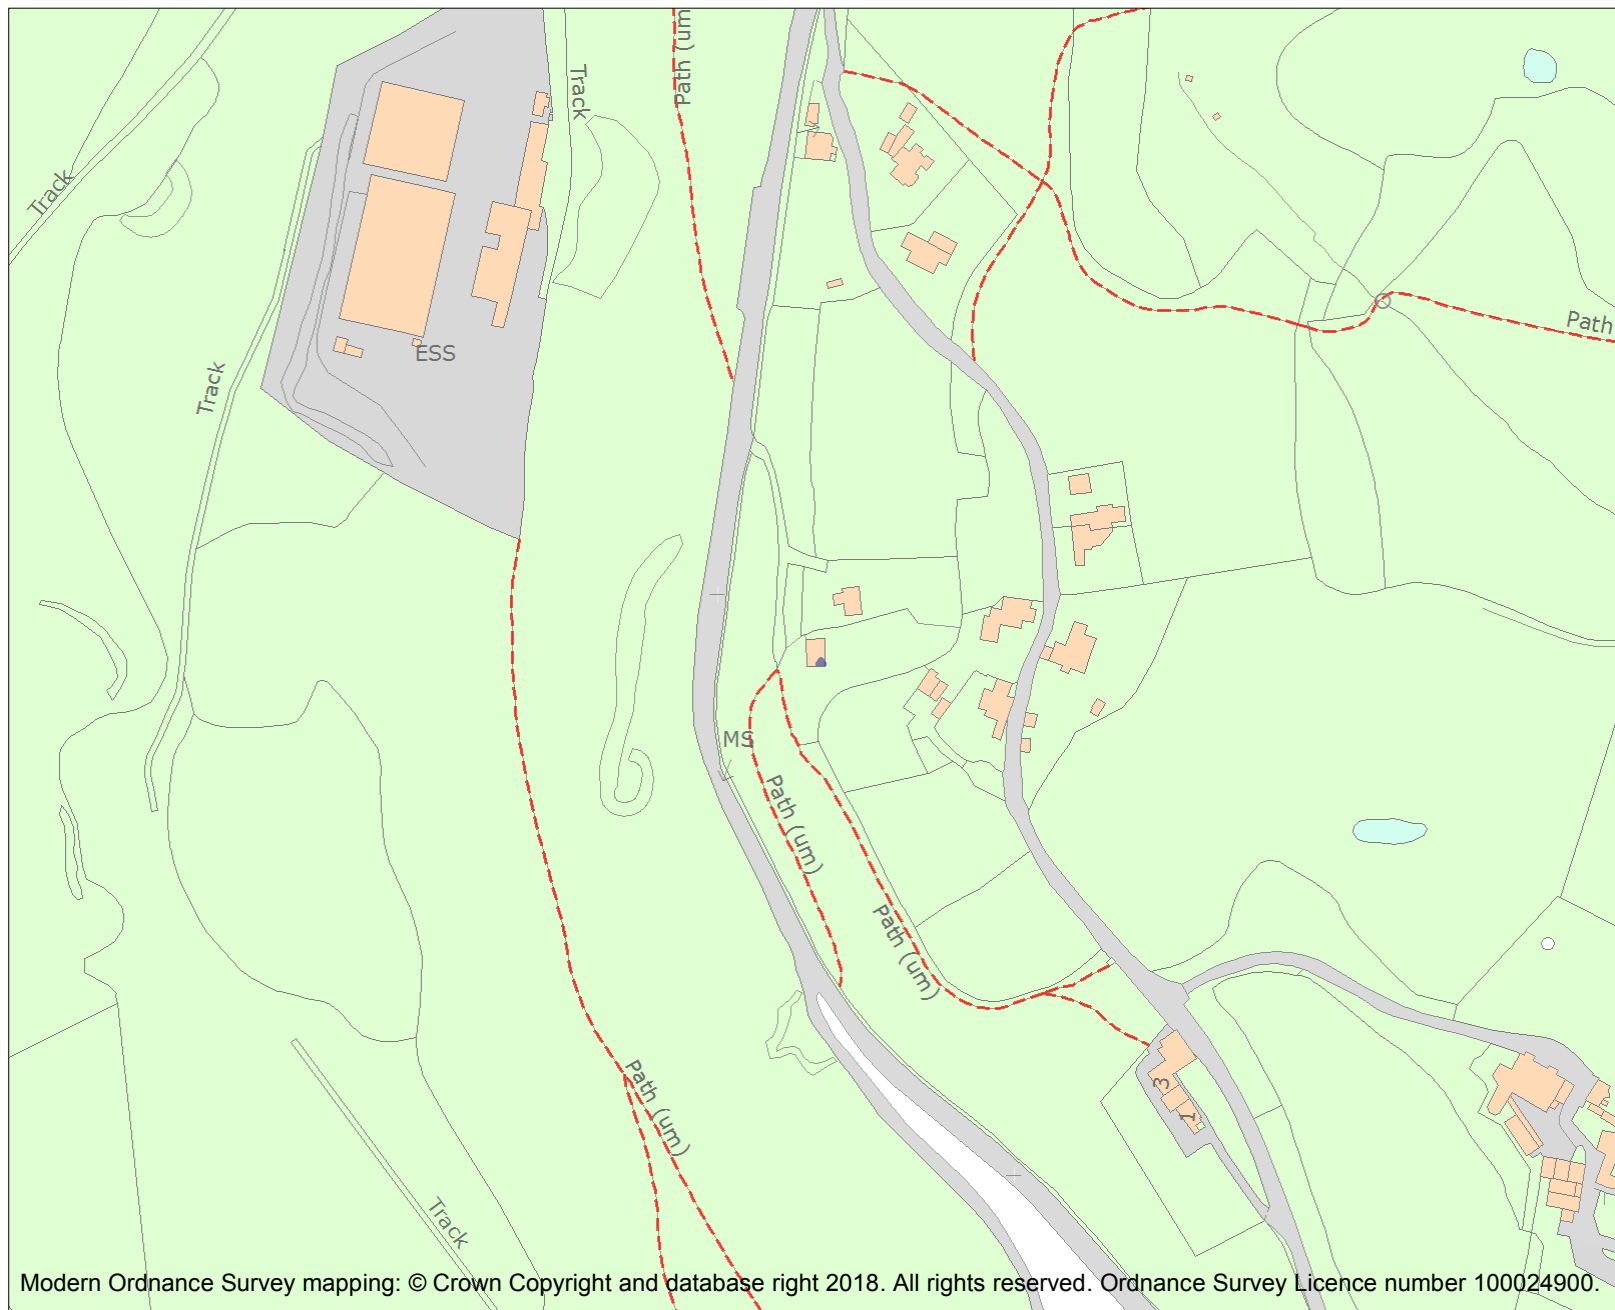 Path (um
Track
Track
Path
ESS
Track
MS
Path (um)
Path (um)
Path (um)
3
1
Track
Modern Ordnance Survey mapping: © Crown Copyright and database right 2018. All rights reserved. Ordnance Survey Licence number 100024900.